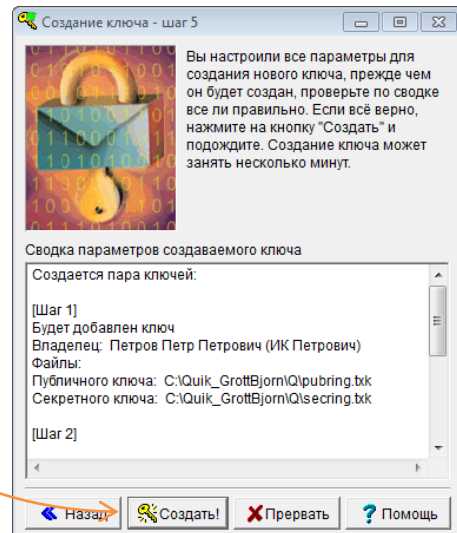 Создание ключа - шаг 5
Вы настроили все параметры для
создания нового ключа, прежде чем
он будет создан, проверьте по сводке
все ли правильно. Если всё верно,
нажмите на кнопку "Создать" и
подождите. Создание ключа может
занять несколько минут.
Сводка параметров создаваемого ключа
Создается пара ключей:
[Шаг 1]
Будет добавлен ключ
Владелец: Петров Петр Петрович (ИК Петрович)
Файлы:
Публичного ключа: C:\Quik_GrottBjorn\Q\pubring.txk
Секретного ключа: C:\Quik_GrottBjorn\Q\secring.txk
[Шаг 2]
Назад Создать! Прервать Помощь